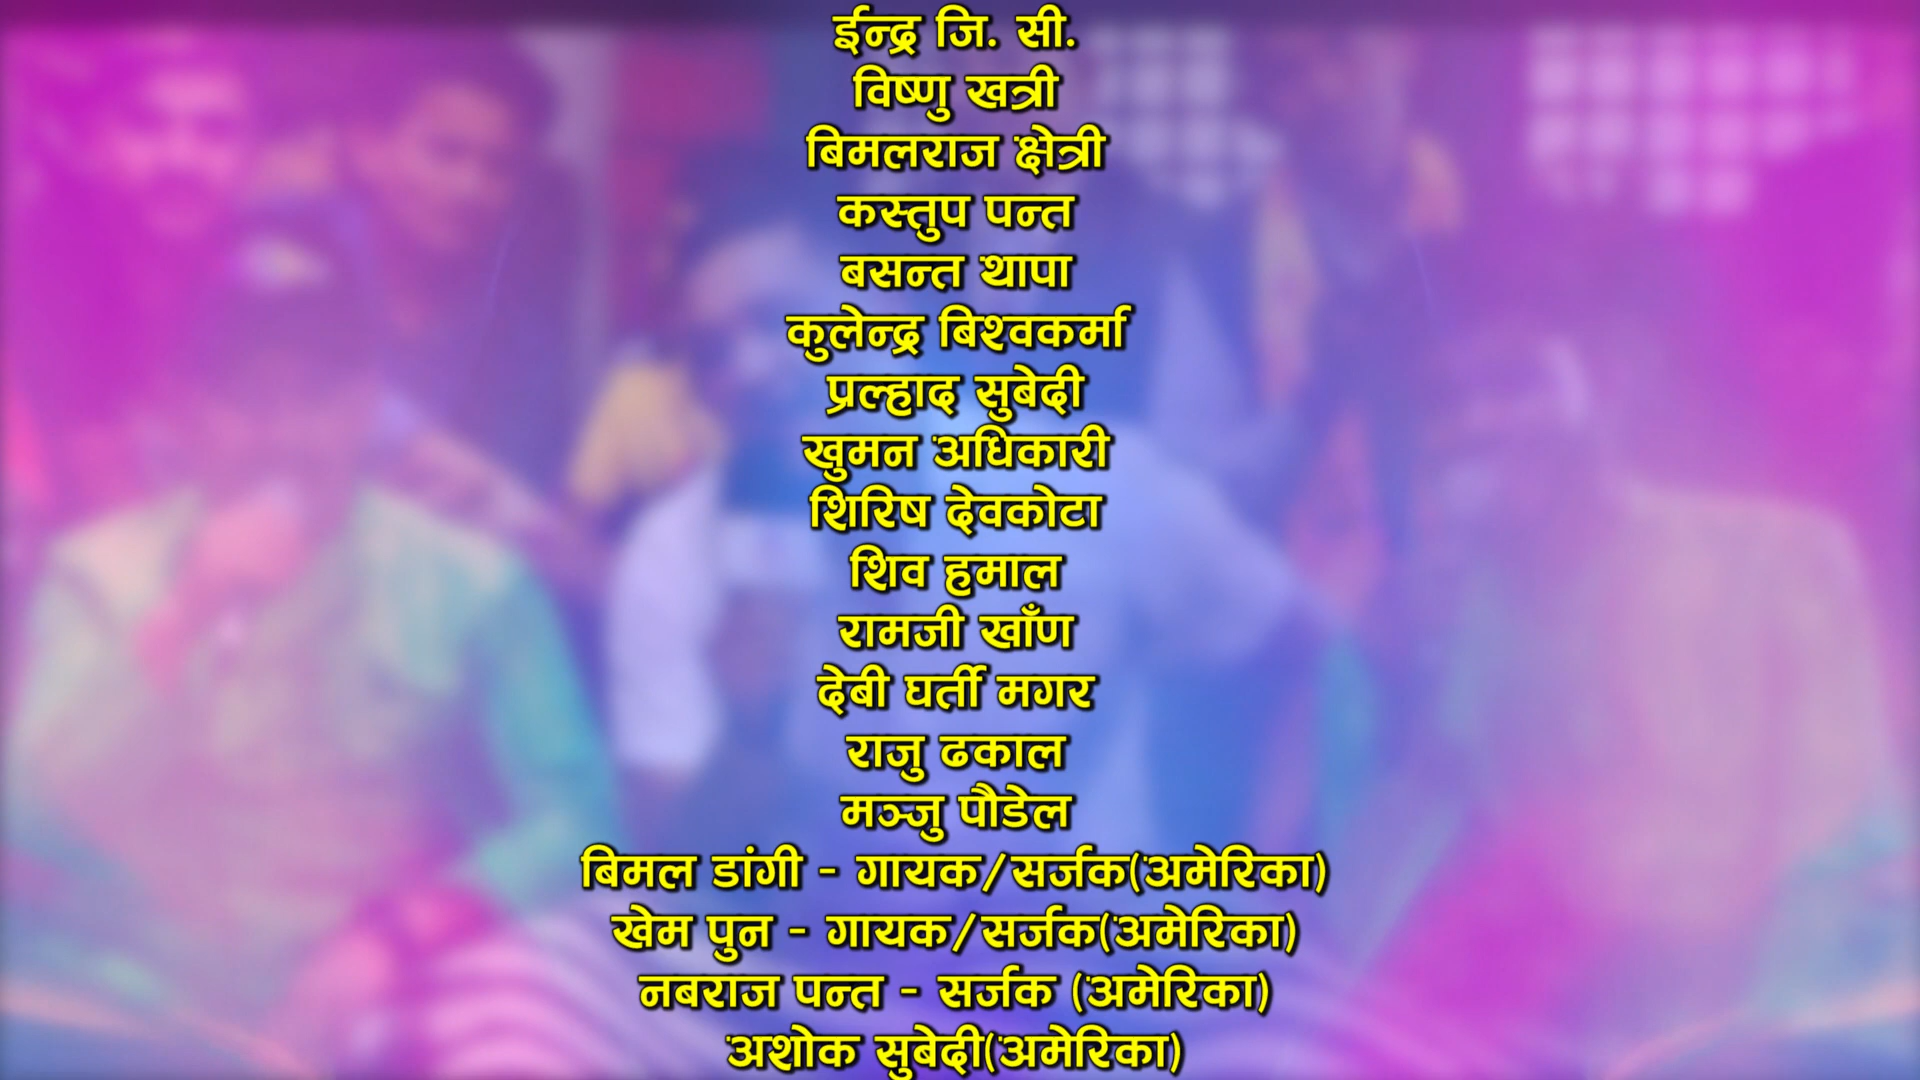 ईन्द्र जि. सी.
विष्णु खत्री
बिमलराज क्षेत्री
कस्तुप पन्त
बसन्त थापा
कुलेन्द्र बिश्वकर्मा
प्रल्हाद सुबेदी
खुमन अधिकारी
शिरिष देवकोटा
शिव हमाल
रामजी खाँण
देबी घर्ती मगर
राजु ढकाल
मञ्जु पौडेल
बिमल डांगी - गायक/सर्जक(अमेरिका)
खेम पुन - गायक/सर्जक(अमेरिका)
नबराज पन्त - सर्जक (अमेरिका)
अशोक सुबेदी(अमेरिका)